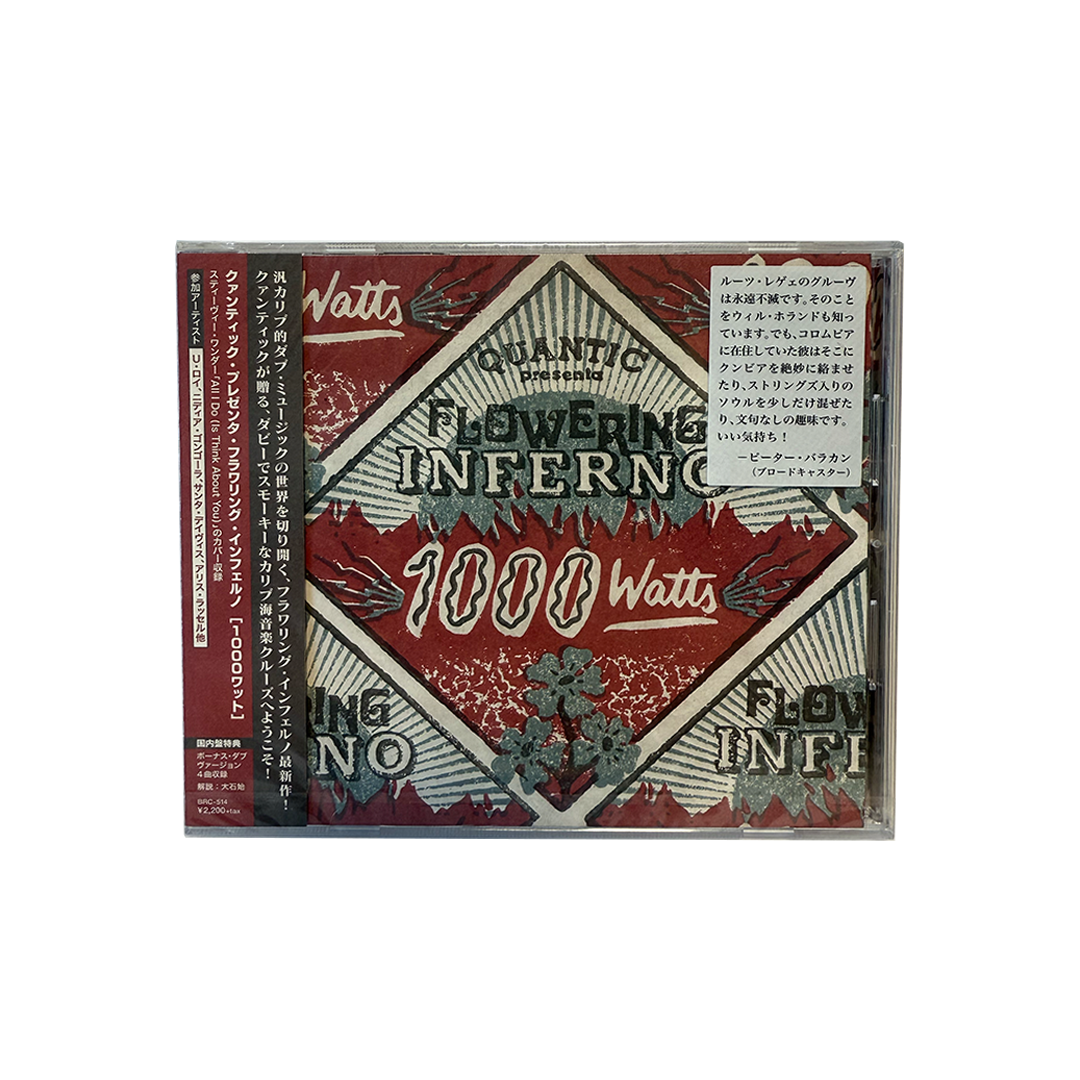 汎カリブ的ダブ・ミュージックの世界を切り開く、フラワリング・インフェルノ最新作！
クァンティックが贈る、ダビーでスモーキーなカリブ海音楽クルーズへようこそ！
クァンティック・プレゼンタ・フラワリング・インフェルノ［1000ワット］
スティーヴィー・ワンダー「All I Do (Is Think About You)」のカバー収録
参加アーティスト
U・ロイ、ニディア・ゴンゴーラ、サンタ・デイヴィス、アリス・ラッセル 他
国内盤特典
ボーナス・ダブ
ヴァージョン
4曲収録
解説：大石始
BRC-514
¥2,200+tax
Watts
QUANTIC
presenta
FLOWERING
INFERNO
1000 Watts
RING
NO
FLOW
INFE
ルーツ・レゲエのグルーヴ
は永遠不滅です。そのこと
をウィル・ホランドも知っ
ています。でも、コロムビア
に在住していた彼はそこに
クンビアを絶妙に絡ませ
たり、ストリングズ入りの
ソウルを少しだけ混ぜた
り、文句なしの趣味です。
いい気持ち！
－ピーター・バラカン
（ブロードキャスター）